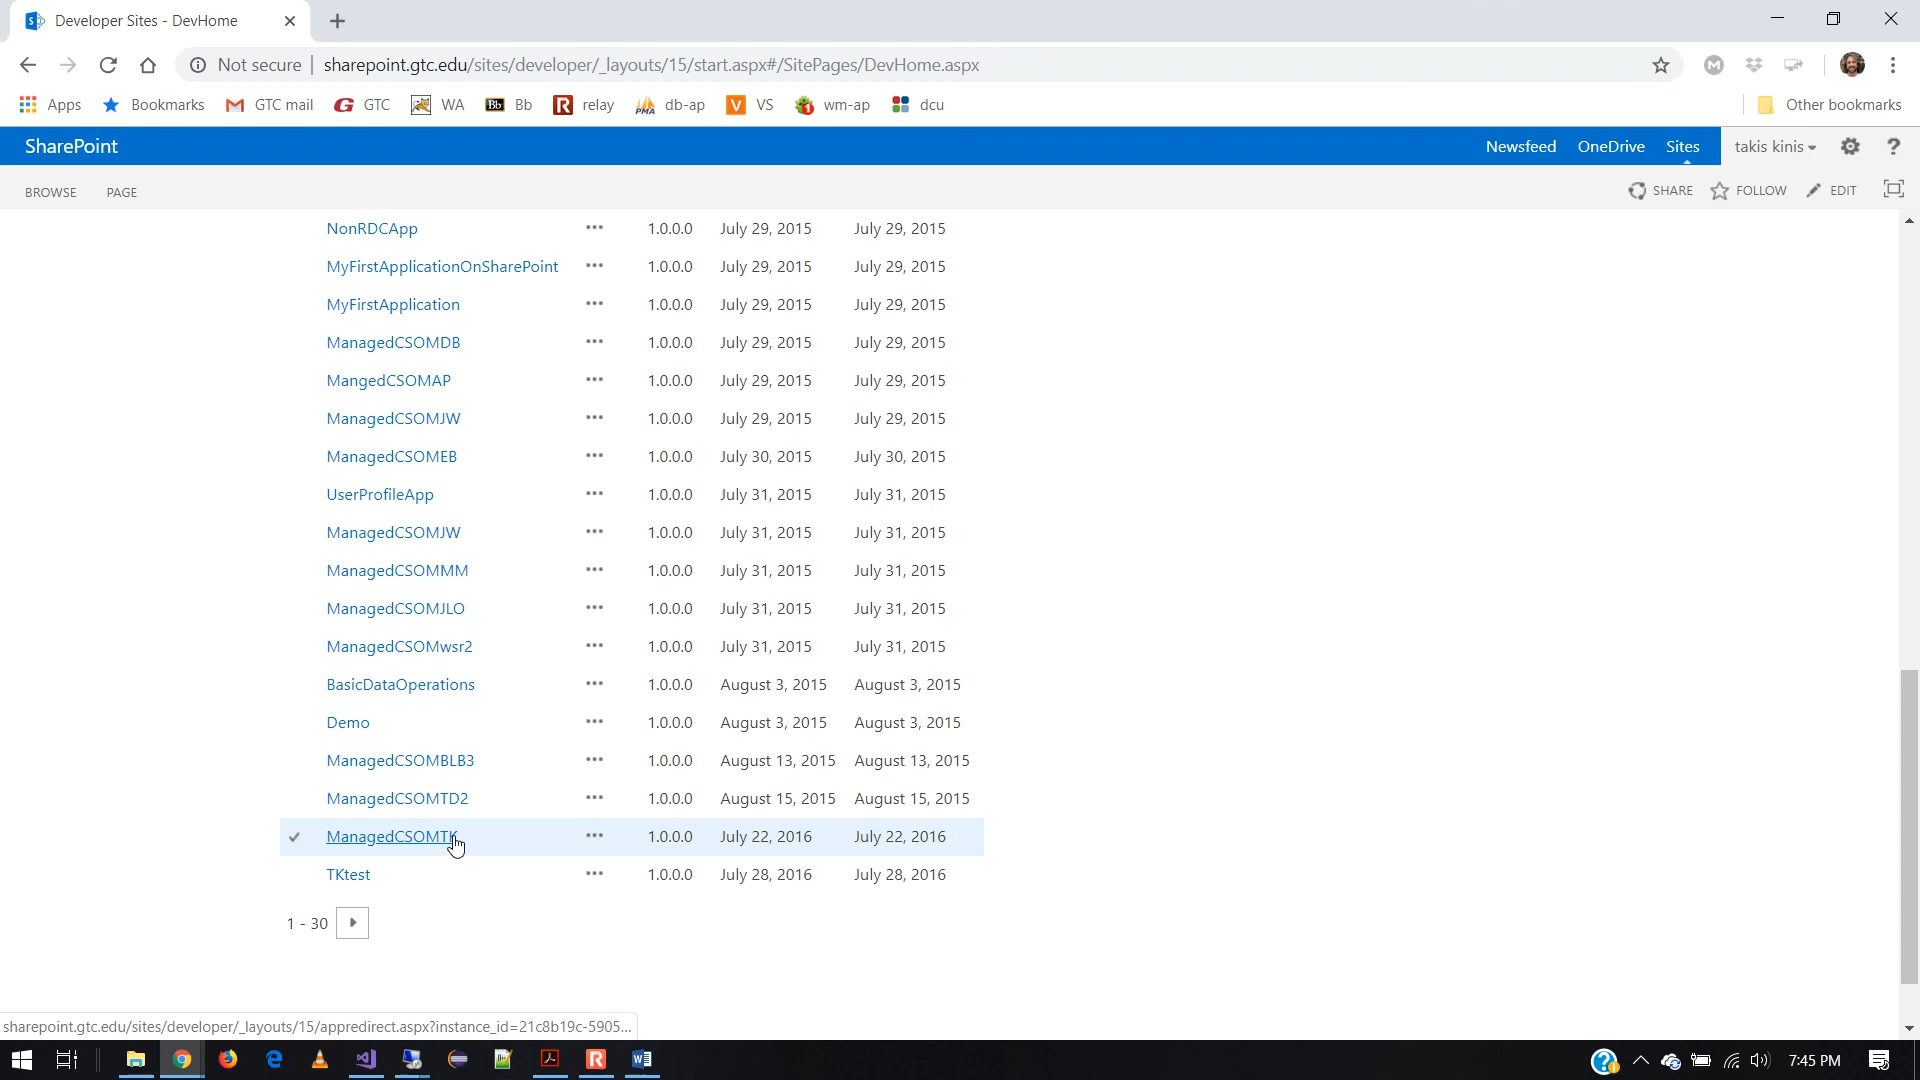 Developer Sites - DevHome
Not secure | sharepoint.gtc.edu/sites/developer/_layouts/15/start.aspx#/SitePages/DevHome.aspx
Apps Bookmarks GTC mail GTC WA Bb Bb relay db-ap VS wm-ap dcu Other bookmarks
SharePoint Newsfeed OneDrive Sites takis kinis
BROWSE PAGE SHARE FOLLOW EDIT
NonRDCApp ... 1.0.0.0 July 29, 2015 July 29, 2015
MyFirstApplicationOnSharePoint ... 1.0.0.0 July 29, 2015 July 29, 2015
MyFirstApplication ... 1.0.0.0 July 29, 2015 July 29, 2015
ManagedCSOMDB ... 1.0.0.0 July 29, 2015 July 29, 2015
MangedCSOMAP ... 1.0.0.0 July 29, 2015 July 29, 2015
ManagedCSOMJW ... 1.0.0.0 July 29, 2015 July 29, 2015
ManagedCSOMEB ... 1.0.0.0 July 30, 2015 July 30, 2015
UserProfileApp ... 1.0.0.0 July 31, 2015 July 31, 2015
ManagedCSOMJW ... 1.0.0.0 July 31, 2015 July 31, 2015
ManagedCSOMMM ... 1.0.0.0 July 31, 2015 July 31, 2015
ManagedCSOMJLO ... 1.0.0.0 July 31, 2015 July 31, 2015
ManagedCSOMwsr2 ... 1.0.0.0 July 31, 2015 July 31, 2015
BasicDataOperations ... 1.0.0.0 August 3, 2015 August 3, 2015
Demo ... 1.0.0.0 August 3, 2015 August 3, 2015
ManagedCSOMBLB3 ... 1.0.0.0 August 13, 2015 August 13, 2015
ManagedCSOMTD2 ... 1.0.0.0 August 15, 2015 August 15, 2015
ManagedCSOMTK ... 1.0.0.0 July 22, 2016 July 22, 2016
TKtest ... 1.0.0.0 July 28, 2016 July 28, 2016
1 - 30
sharepoint.gtc.edu/sites/developer/_layouts/15/appredirect.aspx?instance_id=21c8b19c-5905...
7:45 PM